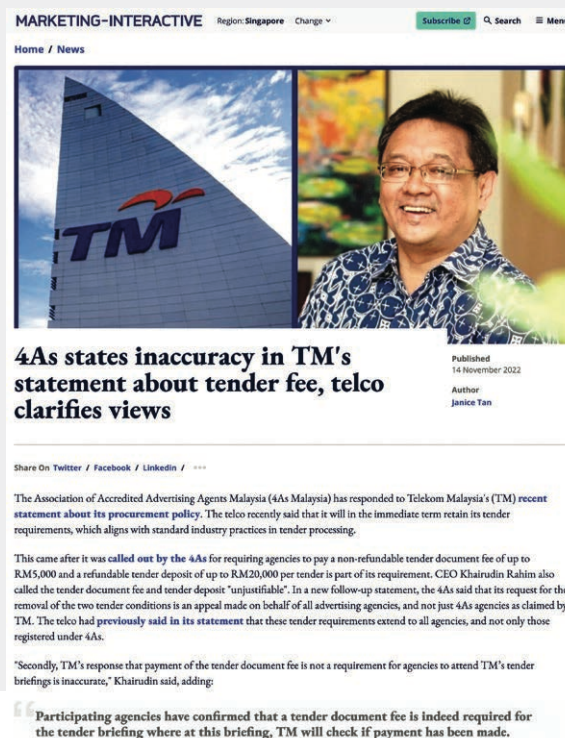 MARKETING-INTERACTIVE Region: Singapore Change Subscribe Search Menu
Home / News
TM
4As states inaccuracy in TM's
statement about tender fee, telco
clarifies views
Published
14 November 2022
Author
Janice Tan
Share On Twitter / Facebook / Linkedin / ...
The Association of Accredited Advertising Agents Malaysia (4As Malaysia) has responded to Telekom Malaysia's (TM) recent
statement about its procurement policy. The telco recently said that it will in the immediate term retain its tender
requirements, which aligns with standard industry practices in tender processing.
This came after it was called out by the 4As for requiring agencies to pay a non-refundable tender document fee of up to
RM5,000 and a refundable tender deposit of up to RM20,000 per tender is part of its requirement. CEO Khairudin Rahim also
called the tender document fee and tender deposit "unjustifiable". In a new follow-up statement, the 4As said that its request for the
removal of the two tender conditions is an appeal made on behalf of all advertising agencies, and not just 4As agencies as claimed by
TM. The telco had previously said in its statement that these tender requirements extend to all agencies, and not only those
registered under 4As.
"Secondly, TM's response that payment of the tender document fee is not a requirement for agencies to attend TM's tender
briefings is inaccurate," Khairudin said, adding:
“ Participating agencies have confirmed that a tender document fee is indeed required for
the tender briefing where at this briefing, TM will check if payment has been made.